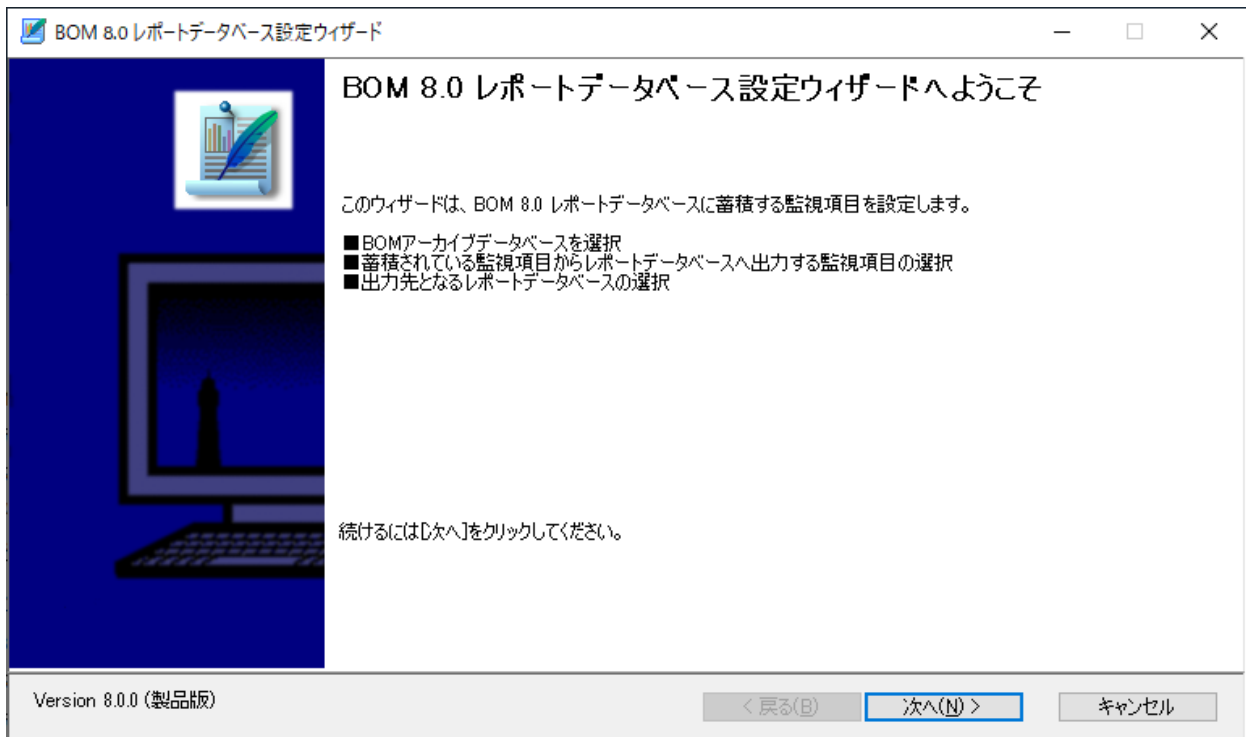 BOM 8.0 レポートデータベース設定ウィザード
BOM 8.0 レポートデータベース設定ウィザードへようこそ
このウィザードは、BOM 8.0 レポートデータベースに蓄積する監視項目を設定します。
■BOMアーカイブデータベースを選択
■蓄積されている監視項目からレポートデータベースへ出力する監視項目の選択
■出力先となるレポートデータベースの選択
続けるには[次へ]をクリックしてください。
Version 8.0.0 (製品版)
< 戻る(B)
次へ(N) >
キャンセル